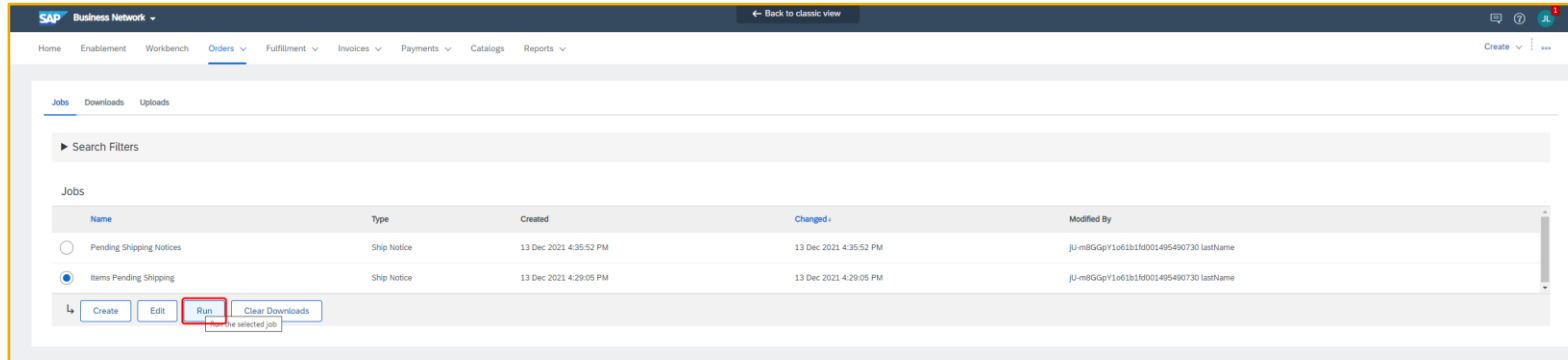 SAP Business Network ← Back to classic view JL 1
Home Enablement Workbench Orders Fulfillment Invoices Payments Catalogs Reports Create
Jobs Downloads Uploads
Search Filters
Jobs
Name Type Created Changed↓ Modified By
Pending Shipping Notices Ship Notice 13 Dec 2021 4:35:52 PM 13 Dec 2021 4:35:52 PM jU-m8GGpY1o61b1fd001495490730 lastName
Items Pending Shipping Ship Notice 13 Dec 2021 4:29:05 PM 13 Dec 2021 4:29:05 PM jU-m8GGpY1o61b1fd001495490730 lastName
Create Edit Run Clear Downloads
Run the selected job